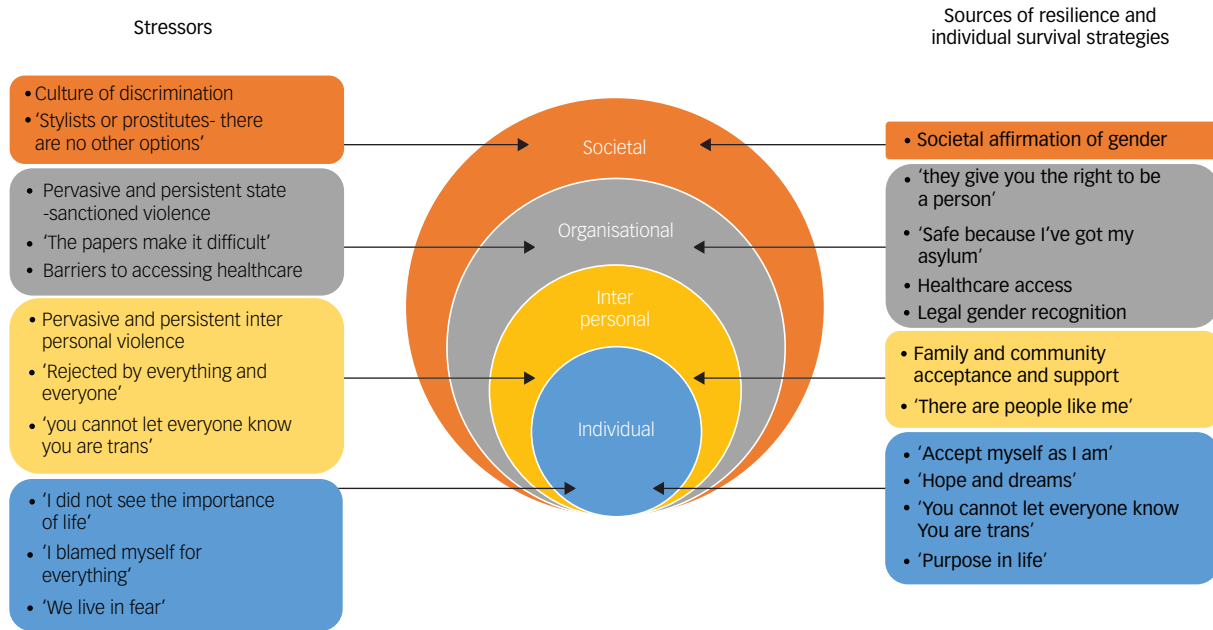 Stressors
• Culture of discrimination
• 'Stylists or prostitutes- there
are no other options'
• Pervasive and persistent state
-sanctioned violence
• 'The papers make it difficult'
• Barriers to accessing healthcare
• Pervasive and persistent inter
personal violence
• 'Rejected by everything and
everyone'
• 'you cannot let everyone know
you are trans'
• 'I did not see the importance
of life'
• 'I blamed myself for
everything'
• 'We live in fear'
Societal
Organisational
Inter
personal
Individual
Sources of resilience and
individual survival strategies
• Societal affirmation of gender
• 'they give you the right to be
a person'
• 'Safe because I've got my
asylum'
• Healthcare access
• Legal gender recognition
• Family and community
acceptance and support
• 'There are people like me'
• 'Accept myself as I am'
• 'Hope and dreams'
• 'You cannot let everyone know
You are trans'
• 'Purpose in life'